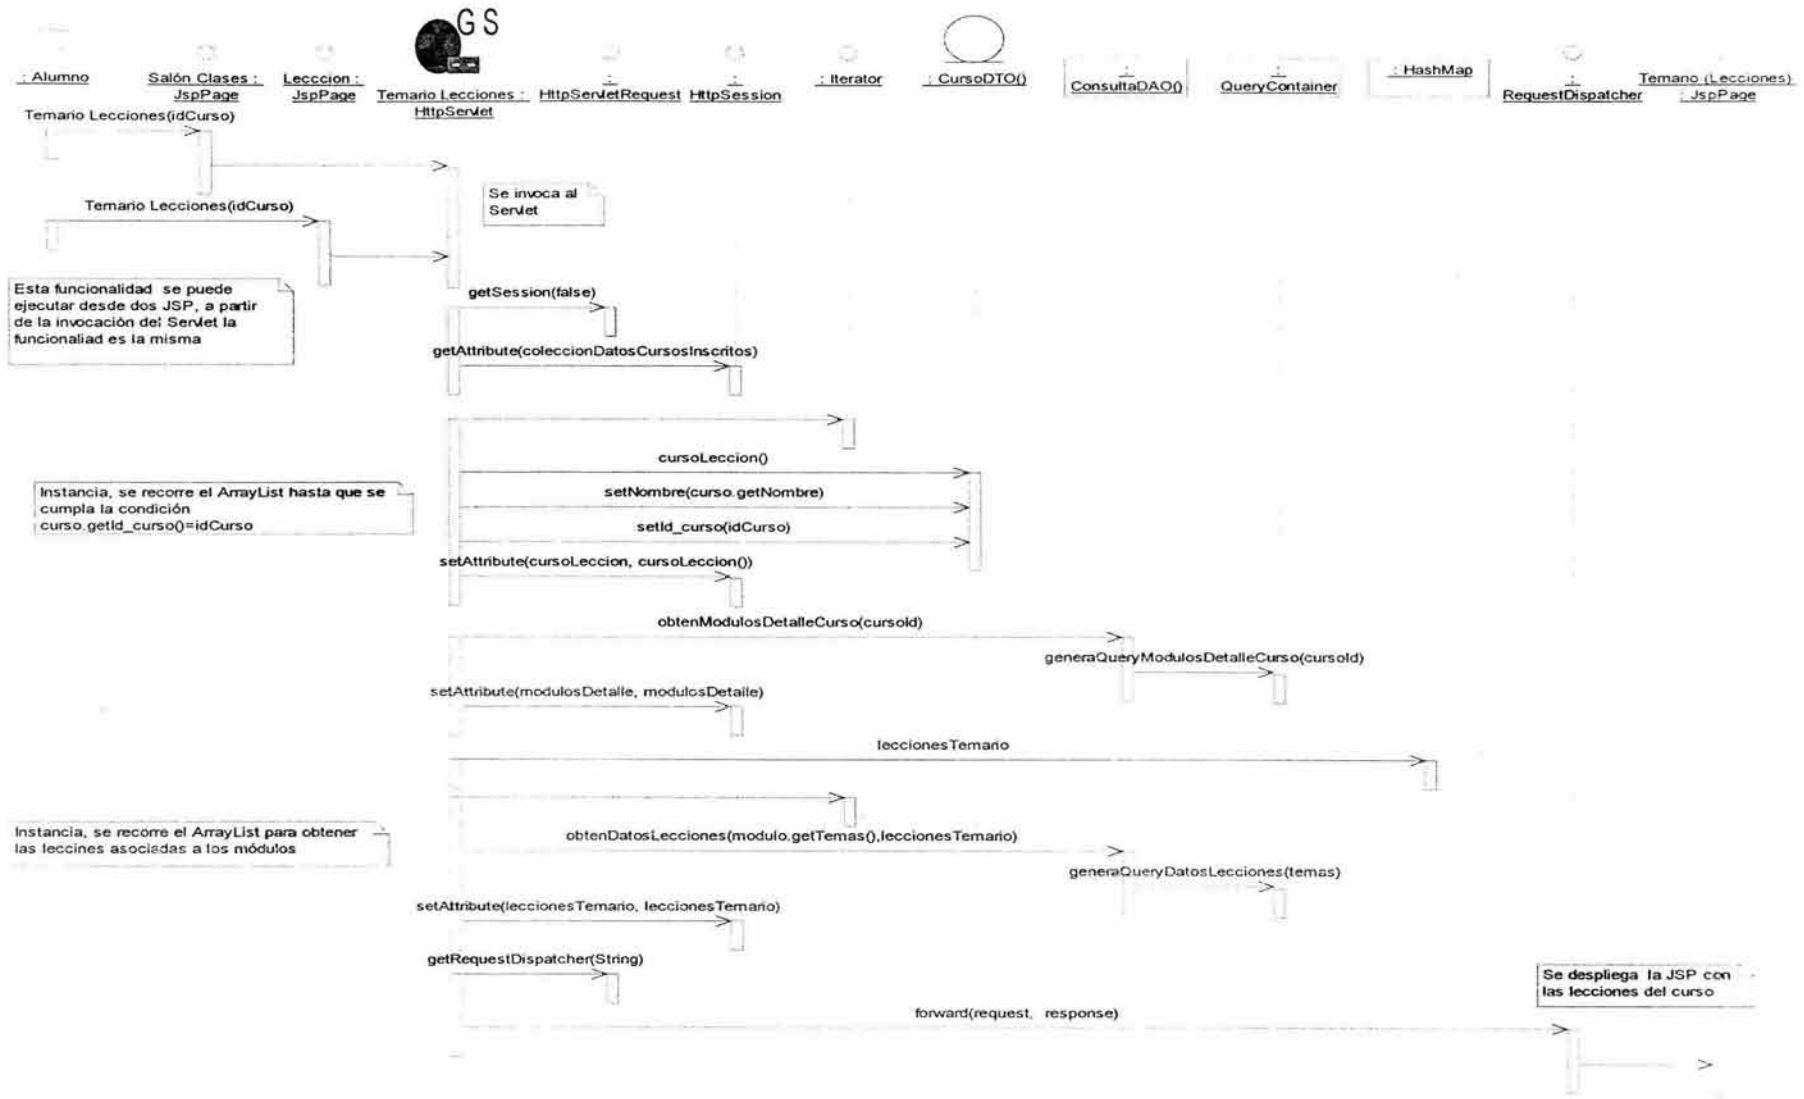 GS
: Alumno
Salón Clases :
JspPage
Lecccion :
JspPage
Temario Lecciones :
HttpServlet
:
HttpServletRequest
:
HttpSession
: Iterator
: CursoDTO()
:
ConsultaDAO()
:
QueryContainer
: HashMap
:
RequestDispatcher
Temario (Lecciones)
: JspPage
Temario Lecciones(idCurso)
Se invoca al
Servlet
Temario Lecciones(idCurso)
Esta funcionalidad se puede
ejecutar desde dos JSP, a partir
de la invocación del Servlet la
funcionaliad es la misma
getSession(false)
getAttribute(coleccionDatosCursosInscritos)
cursoLeccion()
Instancia, se recorre el ArrayList hasta que se
cumpla la condición
curso.getId_curso()=idCurso
setNombre(curso.getNombre)
setId_curso(idCurso)
setAttribute(cursoLeccion, cursoLeccion())
obtenModulosDetalleCurso(cursoId)
generaQueryModulosDetalleCurso(cursoId)
setAttribute(modulosDetalle, modulosDetalle)
leccionesTemario
Instancia, se recorre el ArrayList para obtener
las leccines asociadas a los módulos
obtenDatosLecciones(modulo.getTemas(),leccionesTemario)
generaQueryDatosLecciones(temas)
setAttribute(leccionesTemario, leccionesTemario)
getRequestDispatcher(String)
Se despliega la JSP con
las lecciones del curso
forward(request, response)